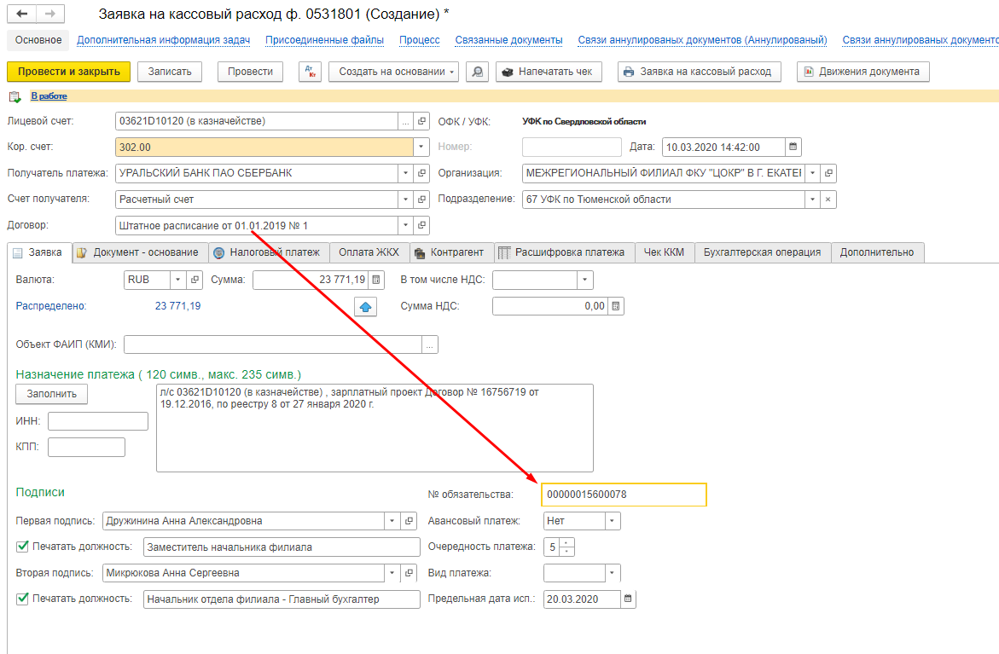 Заявка на кассовый расход ф. 0531801 (Создание) *
Основное Дополнительная информация задач Присоединенные файлы Процесс Связанные документы Связи аннулированых документов (Аннулированый) Связи аннулированых документо
Провести и закрыть Записать Провести Дт Кт Создать на основании Напечатать чек Заявка на кассовый расход Движения документа
В работе
Лицевой счет: 03621D10120 (в казначействе) ... ОФК / УФК: УФК по Свердловской области
Кор. счет: 302.00 Номер: Дата: 10.03.2020 14:42:00
Получатель платежа: УРАЛЬСКИЙ БАНК ПАО СБЕРБАНК Организация: МЕЖРЕГИОНАЛЬНЫЙ ФИЛИАЛ ФКУ "ЦОКР" В Г. ЕКАТЕ
Счет получателя: Расчетный счет Подразделение: 67 УФК по Тюменской области ×
Договор: Штатное расписание от 01.01.2019 № 1
Заявка Документ - основание Налоговый платеж Оплата ЖКХ Контрагент Расшифровка платежа Чек ККМ Бухгалтерская операция Дополнительно
Валюта: RUB Сумма: 23 771,19 В том числе НДС:
Распределено: 23 771,19 Сумма НДС: 0,00
Объект ФАИП (КМИ): ...
Назначение платежа ( 120 симв., макс. 235 симв.)
Заполнить л/с 03621D10120 (в казначействе) , зарплатный проект Договор № 16756719 от
19.12.2016, по реестру 8 от 27 января 2020 г.
ИНН:
КПП:
Подписи № обязательства: 00000015600078
Первая подпись: Дружинина Анна Александровна Авансовый платеж: Нет
Печатать должность: Заместитель начальника филиала Очередность платежа: 5
Вторая подпись: Микрюкова Анна Сергеевна Вид платежа:
Печатать должность: Начальник отдела филиала - Главный бухгалтер Предельная дата исп.: 20.03.2020